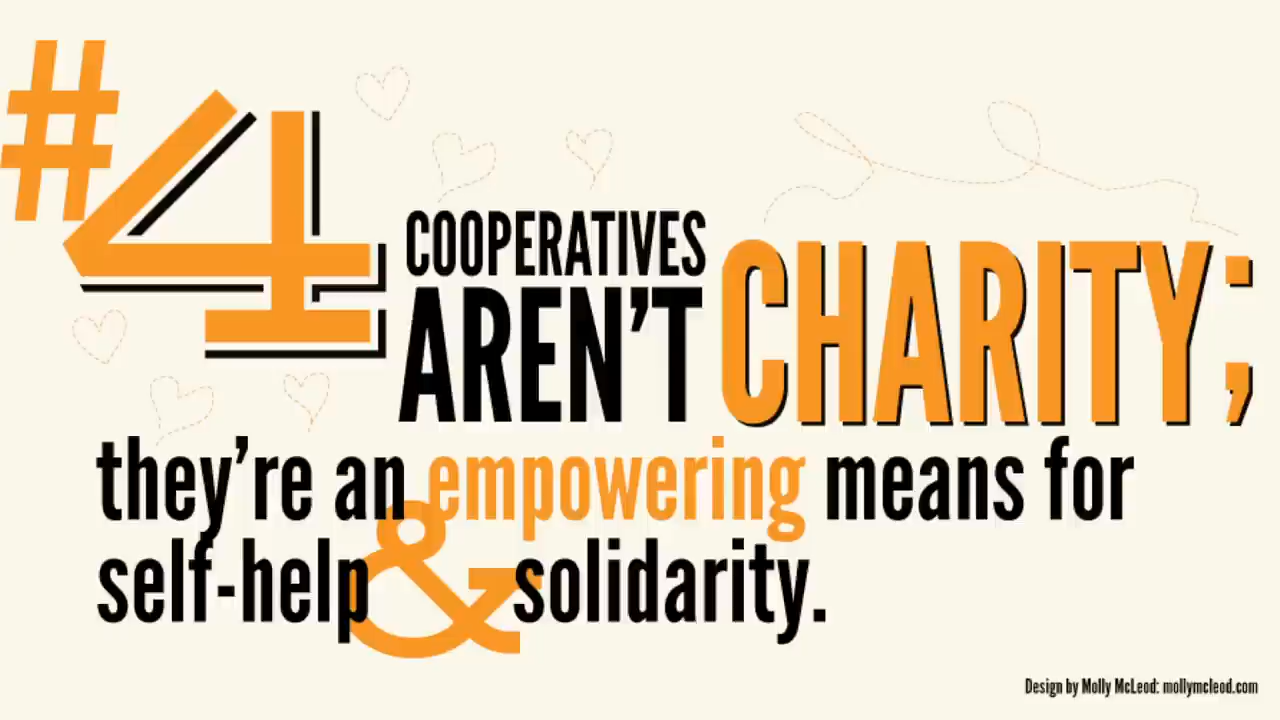 #4
COOPERATIVES
AREN'T CHARITY;
they're an empowering means for
self-help & solidarity.
Design by Molly McLeod: mollymcleod.com